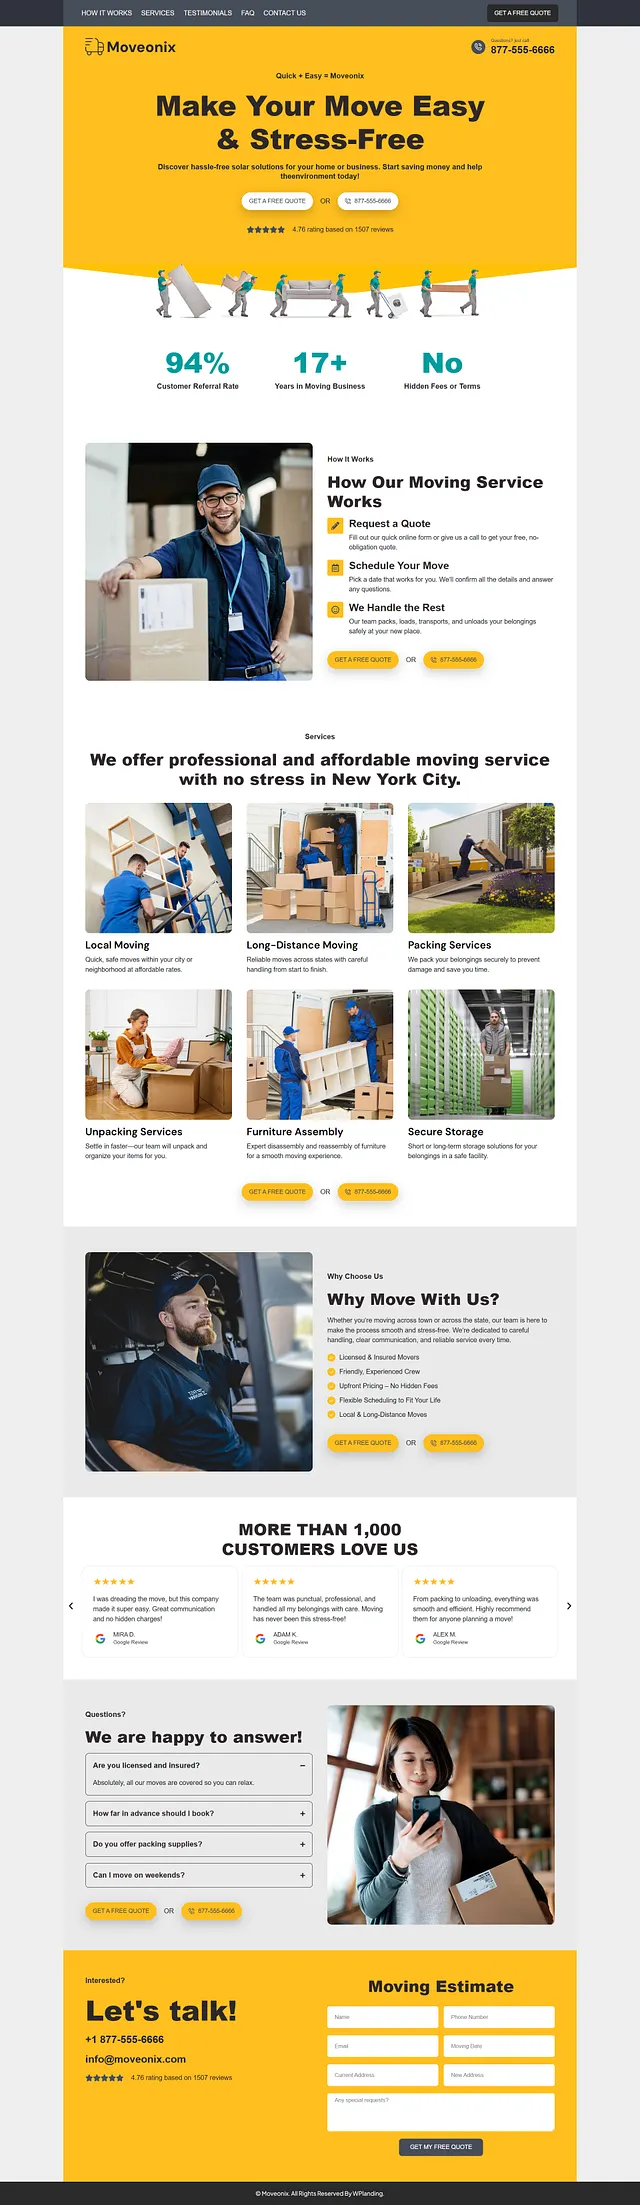 HOW IT WORKS SERVICES TESTIMONIALS FAQ CONTACT US
GET A FREE QUOTE
Moveonix
Questions? Just call
877-555-6666
Quick + Easy = Moveonix
Make Your Move Easy
& Stress-Free
Discover hassle-free solar solutions for your home or business. Start saving money and help
theenvironment today!
GET A FREE QUOTE OR 877-555-6666
4.76 rating based on 1507 reviews
94% 17+ No
Customer Referral Rate Years in Moving Business Hidden Fees or Terms
How It Works
How Our Moving Service
Works
Request a Quote
Fill out our quick online form or give us a call to get your free, no-
obligation quote.
Schedule Your Move
Pick a date that works for you. We'll confirm all the details and answer
any questions.
We Handle the Rest
Our team packs, loads, transports, and unloads your belongings
safely at your new place.
GET A FREE QUOTE OR 877-555-6666
Services
We offer professional and affordable moving service
with no stress in New York City.
Local Moving
Quick, safe moves within your city or
neighborhood at affordable rates.
Long-Distance Moving
Reliable moves across states with careful
handling from start to finish.
Packing Services
We pack your belongings securely to prevent
damage and save you time.
Unpacking Services
Settle in faster—our team will unpack and
organize your items for you.
Furniture Assembly
Expert disassembly and reassembly of furniture
for a smooth moving experience.
Secure Storage
Short or long-term storage solutions for your
belongings in a safe facility.
GET A FREE QUOTE OR 877-555-6666
Why Choose Us
Why Move With Us?
Whether you're moving across town or across the state, our team is here to
make the process smooth and stress-free. We're dedicated to careful
handling, clear communication, and reliable service every time.
Licensed & Insured Movers
Friendly, Experienced Crew
Upfront Pricing – No Hidden Fees
Flexible Scheduling to Fit Your Life
Local & Long-Distance Moves
GET A FREE QUOTE OR 877-555-6666
MORE THAN 1,000
CUSTOMERS LOVE US
I was dreading the move, but this company
made it super easy. Great communication
and no hidden charges!
MIRA D.
Google Review
The team was punctual, professional, and
handled all my belongings with care. Moving
has never been this stress-free!
ADAM K.
Google Review
From packing to unloading, everything was
smooth and efficient. Highly recommend
them for anyone planning a move!
ALEX M.
Google Review
Questions?
We are happy to answer!
Are you licensed and insured? −
Absolutely, all our moves are covered so you can relax.
How far in advance should I book? +
Do you offer packing supplies? +
Can I move on weekends? +
GET A FREE QUOTE OR 877-555-6666
Interested?
Let's talk!
+1 877-555-6666
info@moveonix.com
4.76 rating based on 1507 reviews
Moving Estimate
Name Phone Number
Email Moving Date
Current Address New Address
Any special requests?
GET MY FREE QUOTE
© Moveonix. All Rights Reserved By WPlanding.